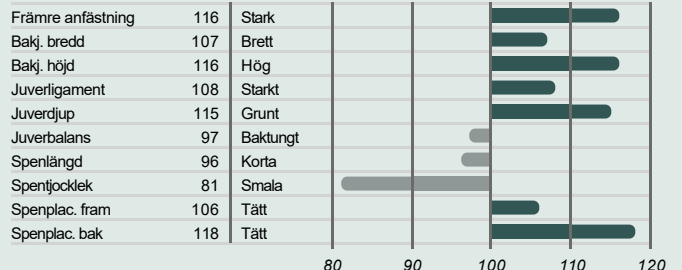 Främre anfästning 116 Stark
Bakj. bredd 107 Brett
Bakj. höjd 116 Hög
Juverligament 108 Starkt
Juverdjup 115 Grunt
Juverbalans 97 Baktungt
Spenlängd 96 Korta
Spentjocklek 81 Smala
Spenplac. fram 106 Tätt
Spenplac. bak 118 Tätt
80 90 100 110 120